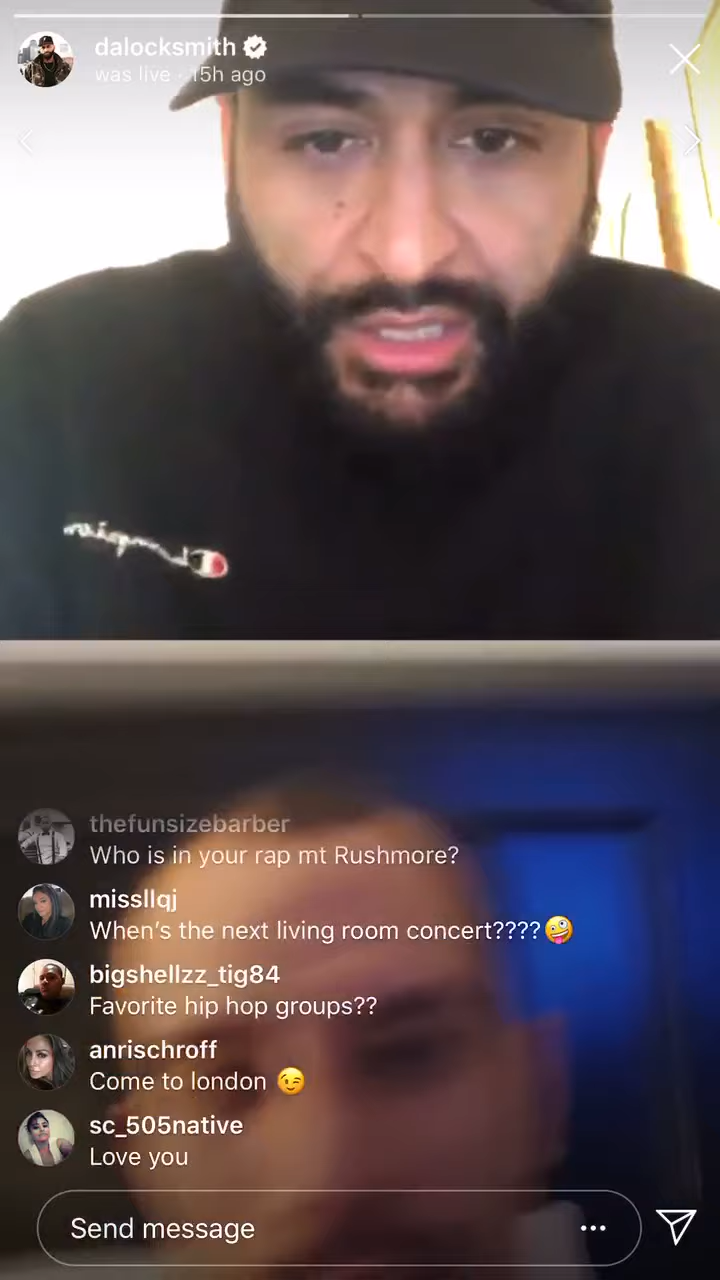 dalocksmith
was live · 15h ago
thefunsizebarber
Who is in your rap mt Rushmore?
missllqj
When's the next living room concert????🤪
bigshellzz_tig84
Favorite hip hop groups??
anrischroff
Come to london 😉
sc_505native
Love you
Send message